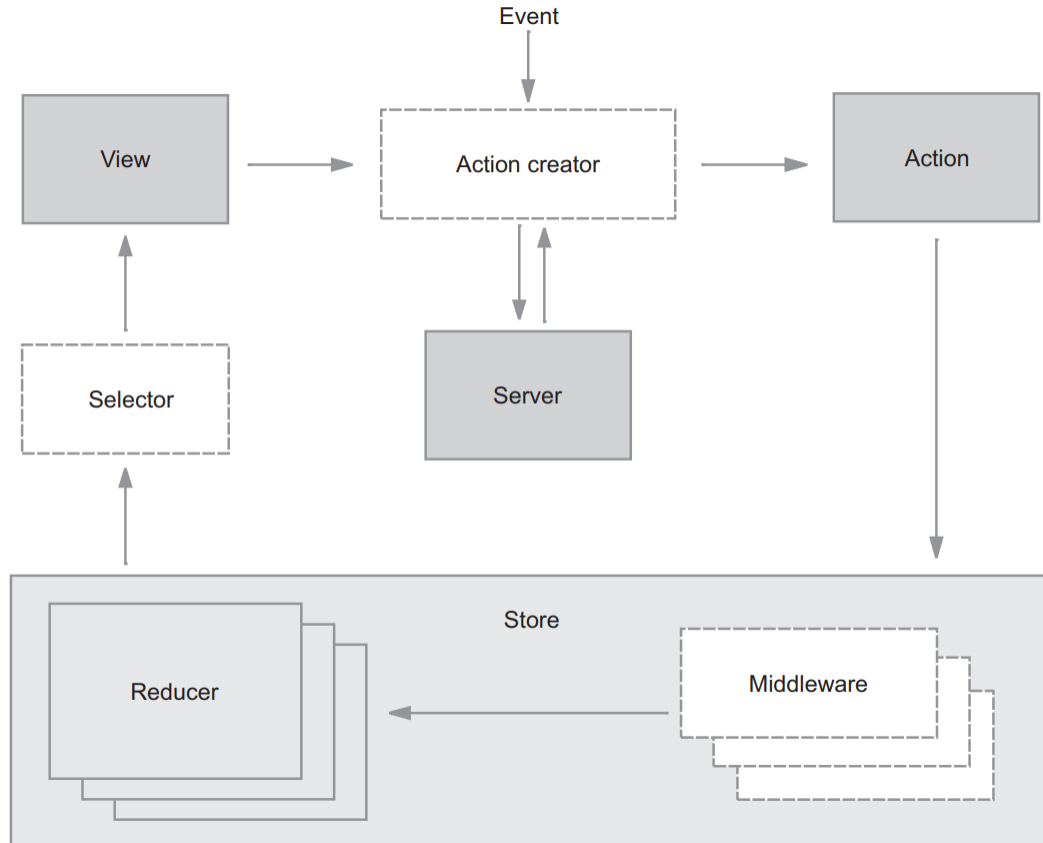 Event
View
Action creator
Action
Selector
Server
Store
Reducer
Middleware